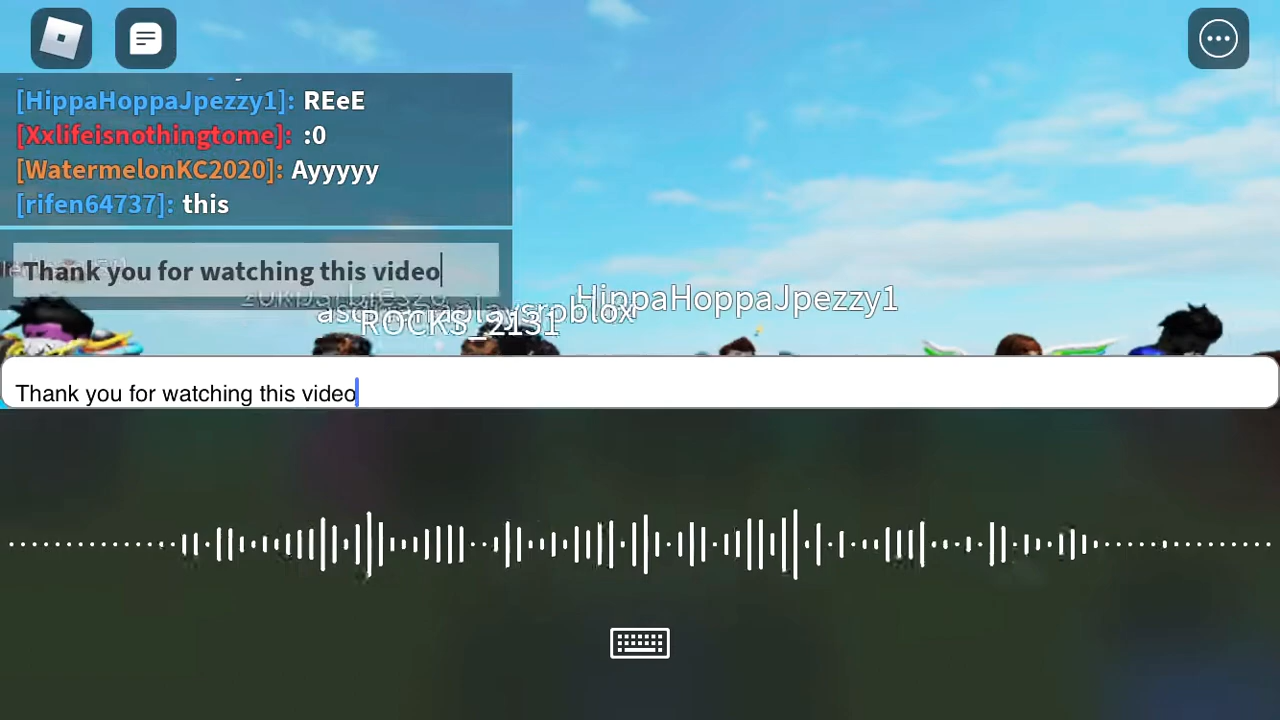 [HippaHoppaJpezzy1]: REeE
[Xxlifeisnothingtome]: :0
[WatermelonKC2020]: Ayyyyy
[rifen64737]: this
Thank you for watching this video
HippaHoppaJpezzy1
ROCKS_2131
Thank you for watching this video